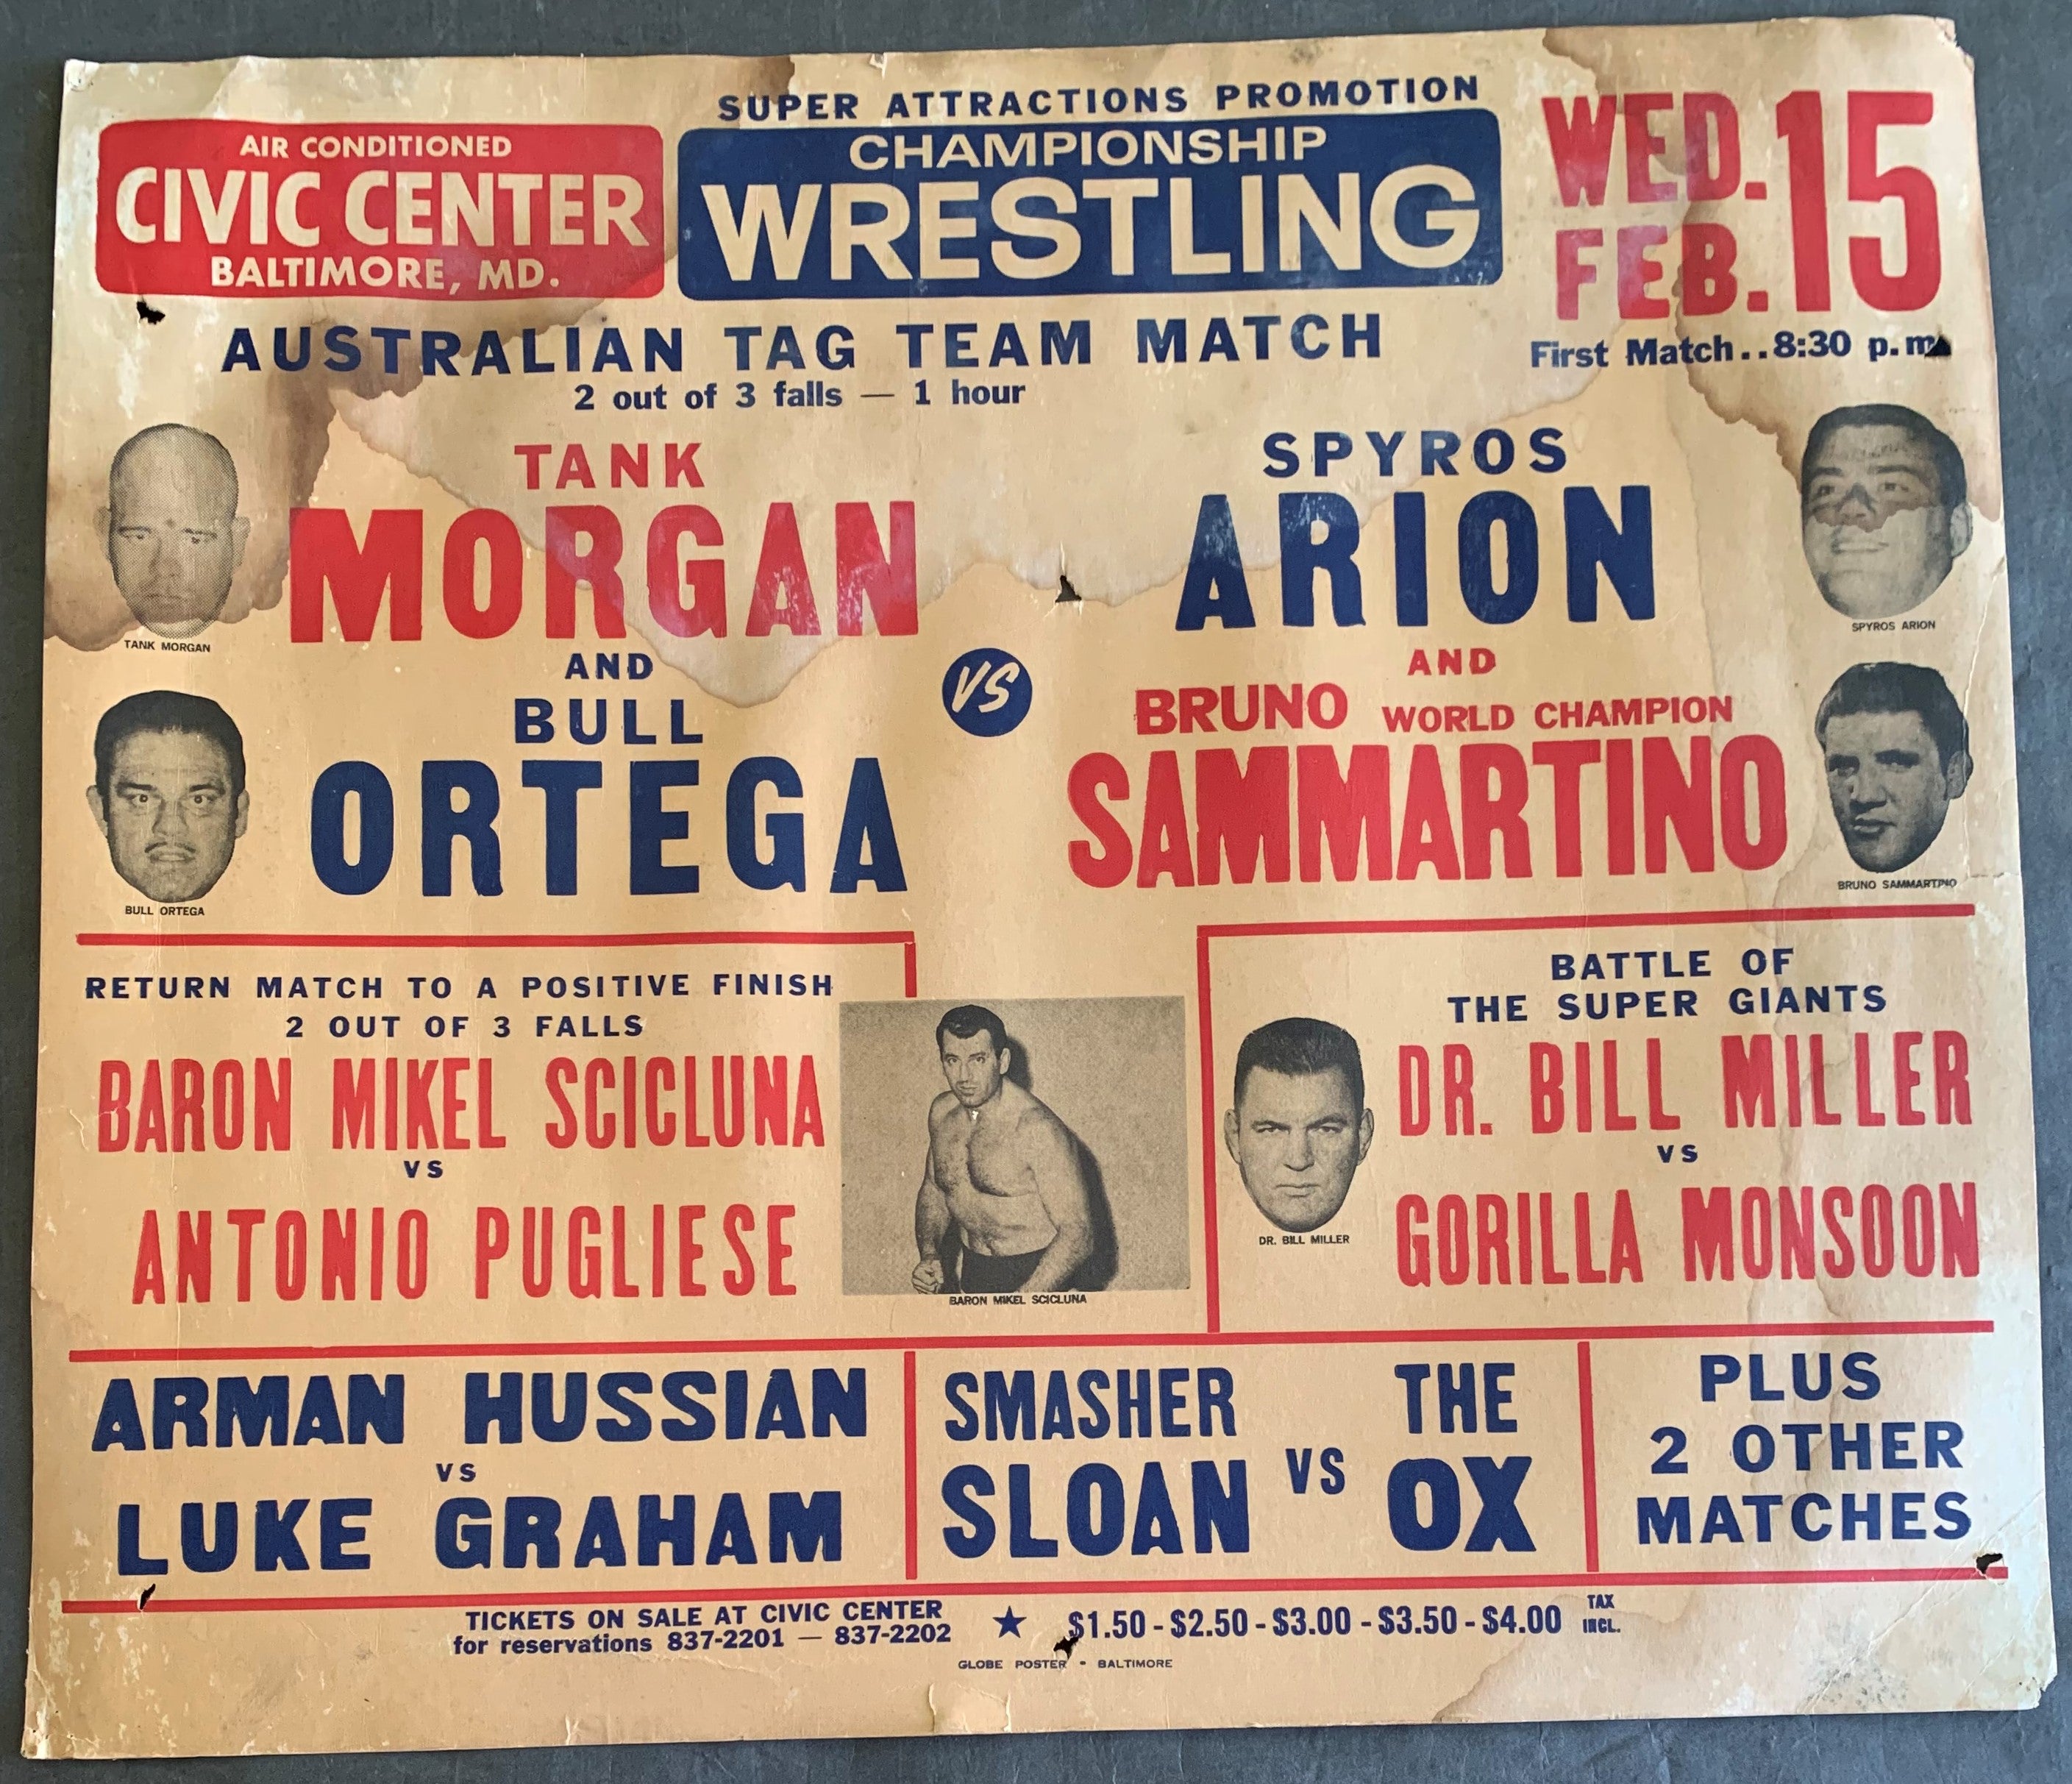 SUPER ATTRACTIONS PROMOTION
AIR CONDITIONED
CIVIC CENTER
BALTIMORE, MD.
CHAMPIONSHIP
WRESTLING
WED.
FEB. 15
First Match..8:30 p.m.
AUSTRALIAN TAG TEAM MATCH
2 out of 3 falls — 1 hour
TANK
MORGAN
AND
BULL
ORTEGA
TANK MORGAN
BULL ORTEGA
VS
SPYROS
ARION
AND
BRUNO WORLD CHAMPION
SAMMARTINO
SPYROS ARION
BRUNO SAMMARTINO
RETURN MATCH TO A POSITIVE FINISH
2 OUT OF 3 FALLS
BARON MIKEL SCICLUNA
VS
ANTONIO PUGLIESE
BARON MIKEL SCICLUNA
BATTLE OF
THE SUPER GIANTS
DR. BILL MILLER
VS
GORILLA MONSOON
DR. BILL MILLER
ARMAN HUSSIAN
VS
LUKE GRAHAM
SMASHER
SLOAN
VS
THE
OX
PLUS
2 OTHER
MATCHES
TICKETS ON SALE AT CIVIC CENTER
for reservations 837-2201 — 837-2202
★ $1.50 - $2.50 - $3.00 - $3.50 - $4.00 TAX INCL.
GLOBE POSTER - BALTIMORE